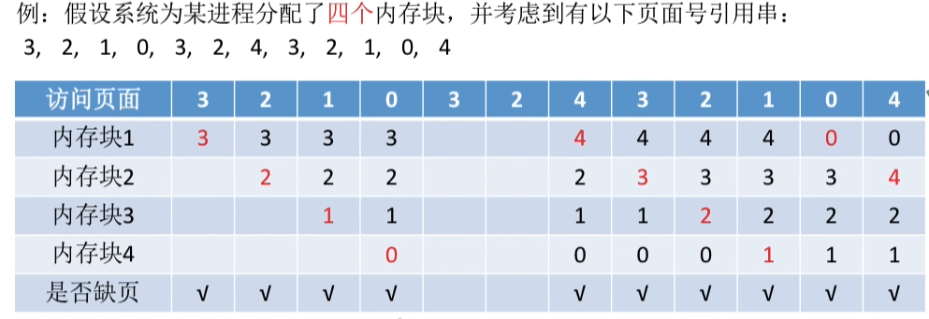 例：假设系统为某进程分配了四个内存块，并考虑到有以下页面号引用串：
3, 2, 1, 0, 3, 2, 4, 3, 2, 1, 0, 4
访问页面 3 2 1 0 3 2 4 3 2 1 0 4
内存块1 3 3 3 3 4 4 4 4 0 0
内存块2 2 2 2 2 3 3 3 3 4
内存块3 1 1 1 1 2 2 2 2
内存块4 0 0 0 0 1 1 1
是否缺页 √ √ √ √ √ √ √ √ √ √